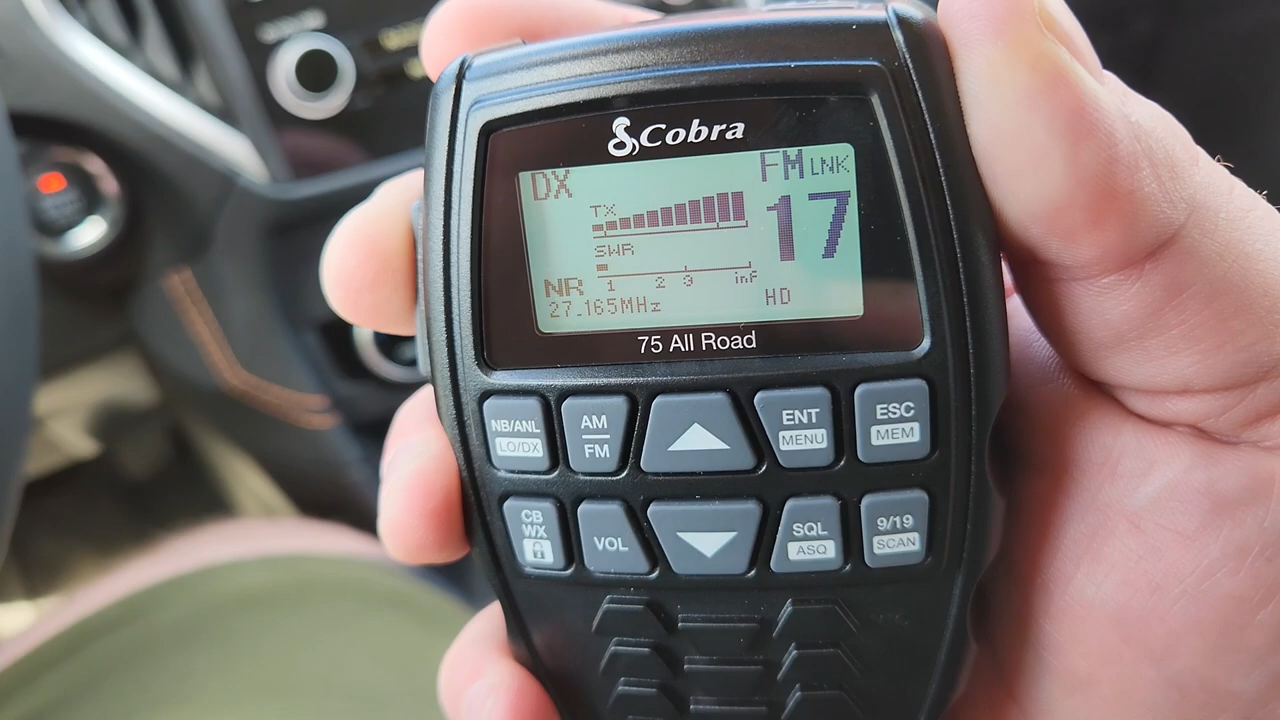 Cobra
DX
FM LNK
TX
17
SWR
NR
1 2 3 inf
27.165MHz
HD
75 All Road
NB/ANL
LO/DX
AM
FM
ENT
MENU
ESC
MEM
CB
WX
VOL
SQL
ASQ
9/19
SCAN